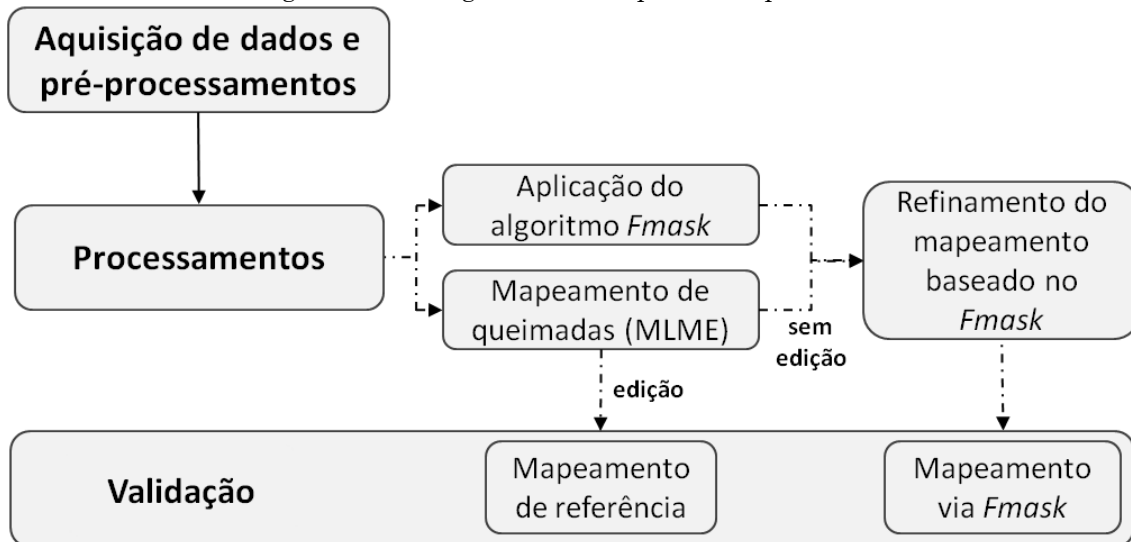 Aquisição de dados e
pré-processamentos
Processamentos
Aplicação do
algoritmo Fmask
Mapeamento de
queimadas (MLME)
sem
edição
edição
Refinamento do
mapeamento
baseado no
Fmask
Validação
Mapeamento
de referência
Mapeamento
via Fmask